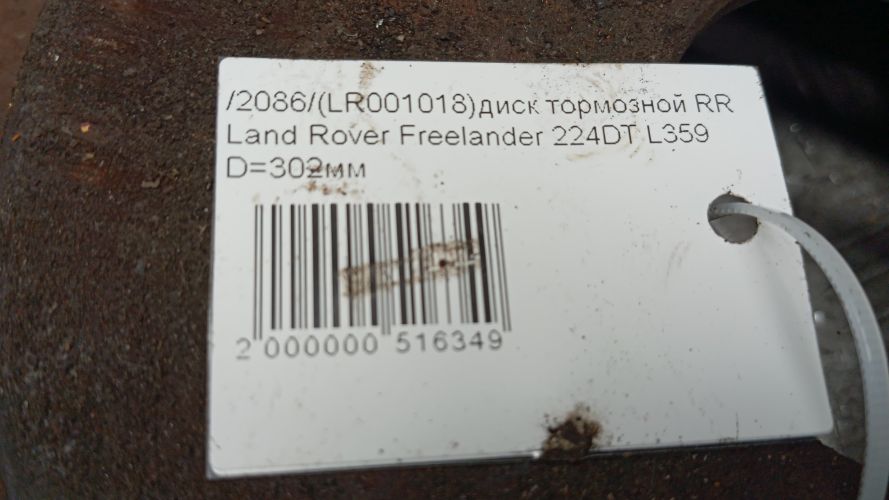 /2086/(LR001018)диск тормозной RR
Land Rover Freelander 224DT L359
D=302мм
2 000000 516349